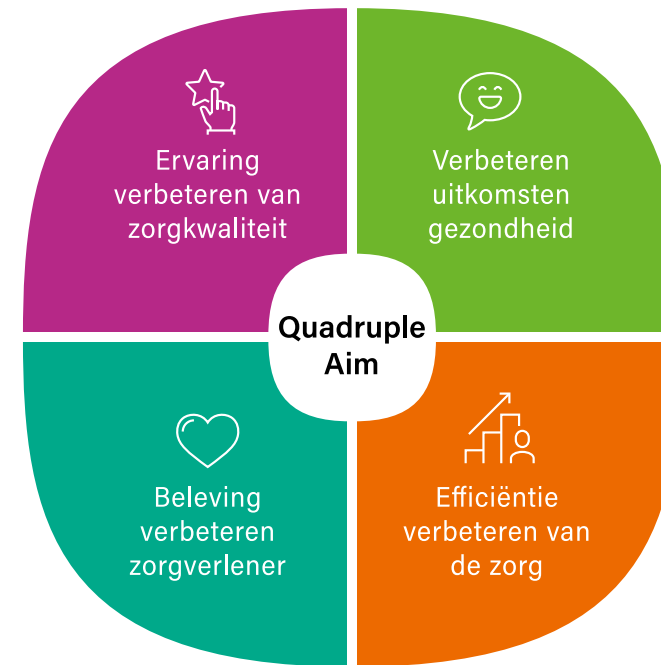 Ervaring
verbeteren van
zorgkwaliteit
Verbeteren
uitkomsten
gezondheid
Quadruple
Aim
Beleving
verbeteren
zorgverlener
Efficiëntie
verbeteren van
de zorg